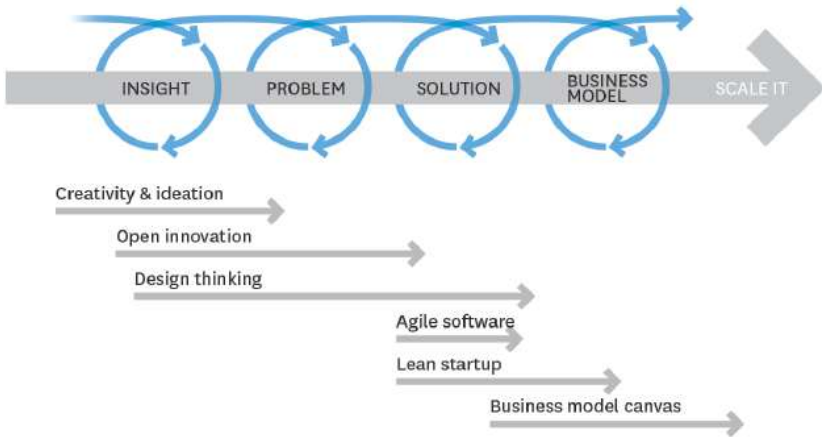 INSIGHT
PROBLEM
SOLUTION
BUSINESS
MODEL
SCALE IT
Creativity & ideation
Open innovation
Design thinking
Agile software
Lean startup
Business model canvas